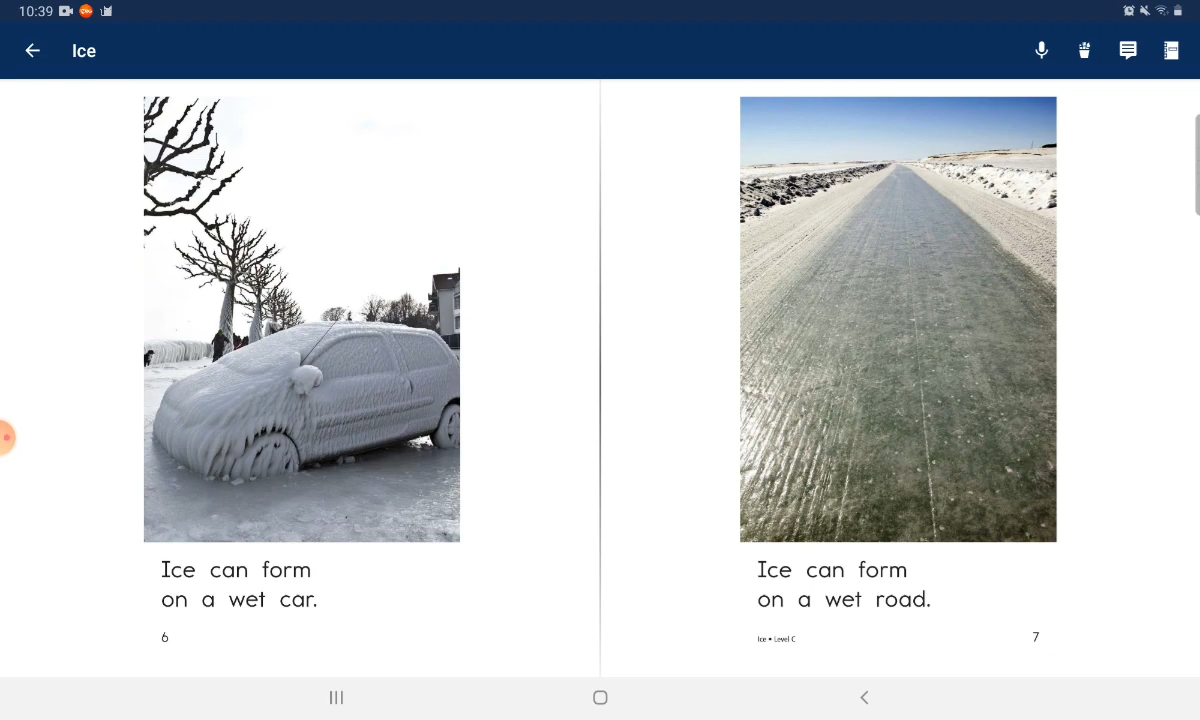 10:39
Ice
Ice can form
on a wet car.
6
Ice can form
on a wet road.
Ice • Level C
7